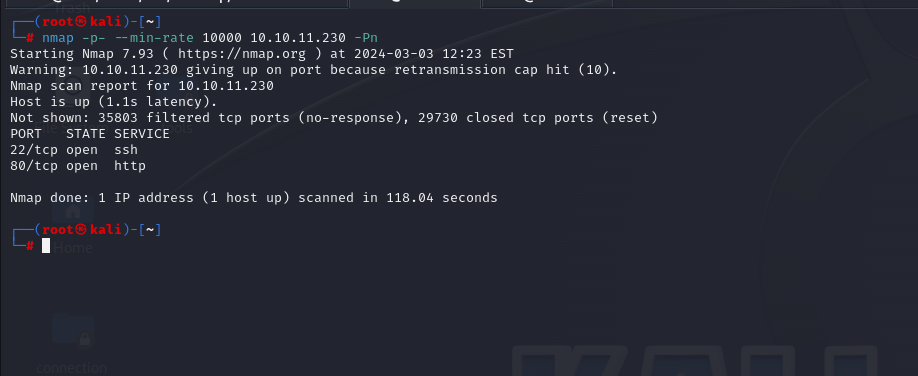 ┌──(root㉿kali)-[~]
└─# nmap -p- --min-rate 10000 10.10.11.230 -Pn
Starting Nmap 7.93 ( https://nmap.org ) at 2024-03-03 12:23 EST
Warning: 10.10.11.230 giving up on port because retransmission cap hit (10).
Nmap scan report for 10.10.11.230
Host is up (1.1s latency).
Not shown: 35803 filtered tcp ports (no-response), 29730 closed tcp ports (reset)
PORT   STATE SERVICE
22/tcp open  ssh
80/tcp open  http
Nmap done: 1 IP address (1 host up) scanned in 118.04 seconds
┌──(root㉿kali)-[~]
└─#
Home
connection